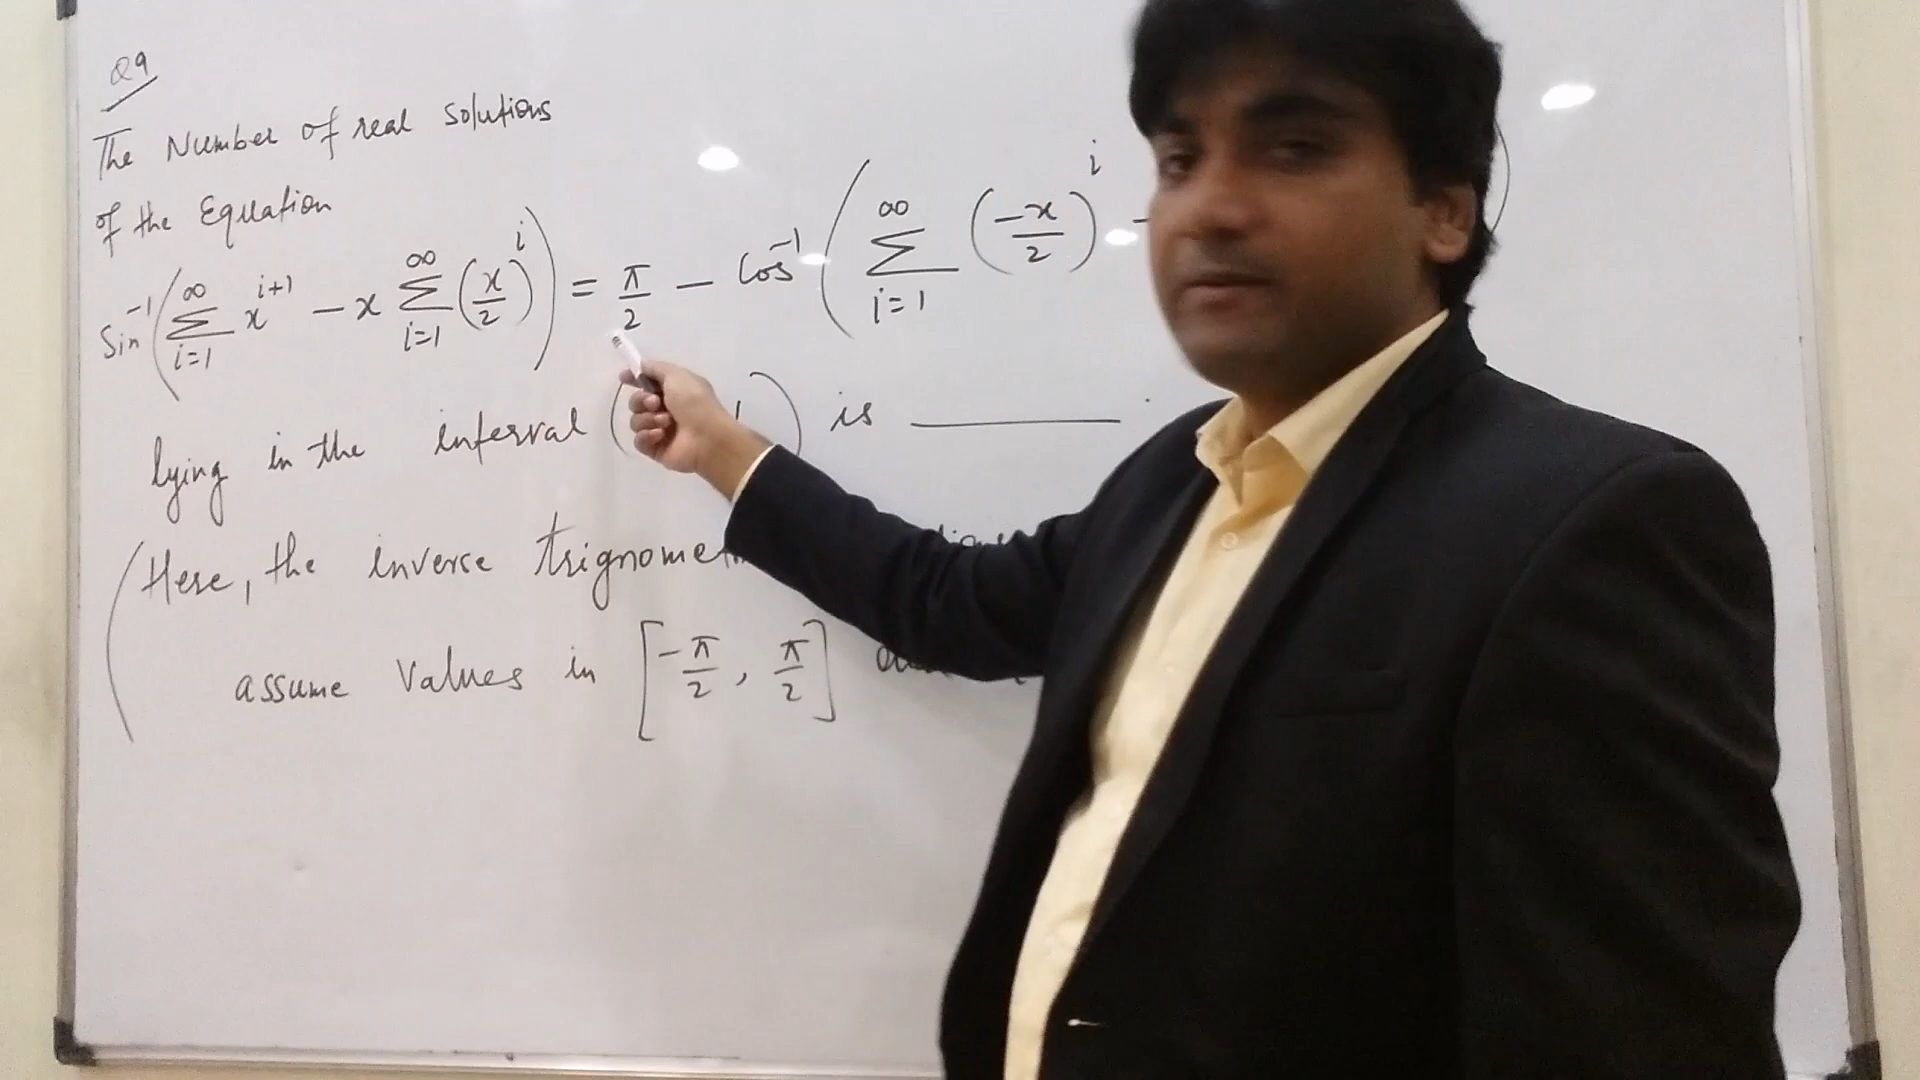 Q9
The Number of real solutions
of the Equation
Sin⁻¹(∑_{i=1}^{∞} x^{i+1} − x ∑_{i=1}^{∞} (x/2)^i) = π/2 − Cos⁻¹(∑_{i=1}^{∞} (−x/2)^i −
lying in the interval ( ) is ______ .
(Here, the inverse
assume values in [−π/2, π/2]